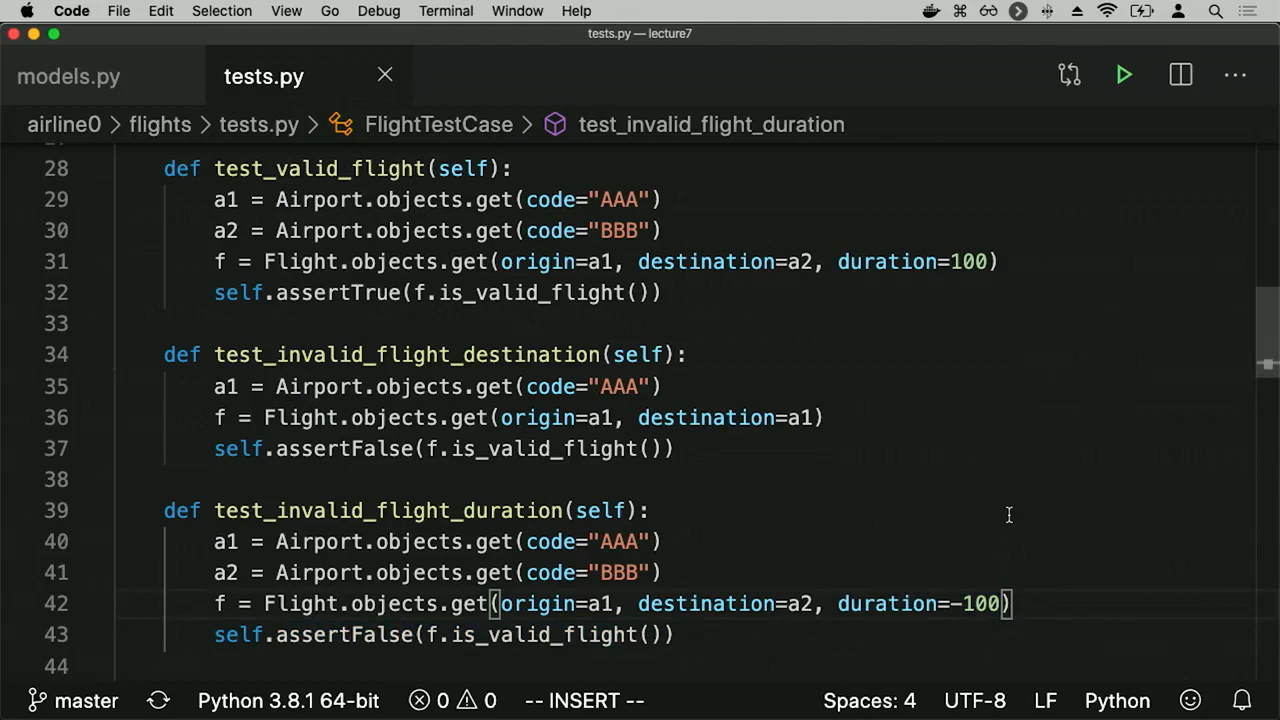 Code File Edit Selection View Go Debug Terminal Window Help
tests.py — lecture7
models.py tests.py
airline0 > flights > tests.py > FlightTestCase > test_invalid_flight_duration
28 def test_valid_flight(self):
29 a1 = Airport.objects.get(code="AAA")
30 a2 = Airport.objects.get(code="BBB")
31 f = Flight.objects.get(origin=a1, destination=a2, duration=100)
32 self.assertTrue(f.is_valid_flight())
33
34 def test_invalid_flight_destination(self):
35 a1 = Airport.objects.get(code="AAA")
36 f = Flight.objects.get(origin=a1, destination=a1)
37 self.assertFalse(f.is_valid_flight())
38
39 def test_invalid_flight_duration(self):
40 a1 = Airport.objects.get(code="AAA")
41 a2 = Airport.objects.get(code="BBB")
42 f = Flight.objects.get(origin=a1, destination=a2, duration=-100)
43 self.assertFalse(f.is_valid_flight())
44
master Python 3.8.1 64-bit 0 0 -- INSERT -- Spaces: 4 UTF-8 LF Python